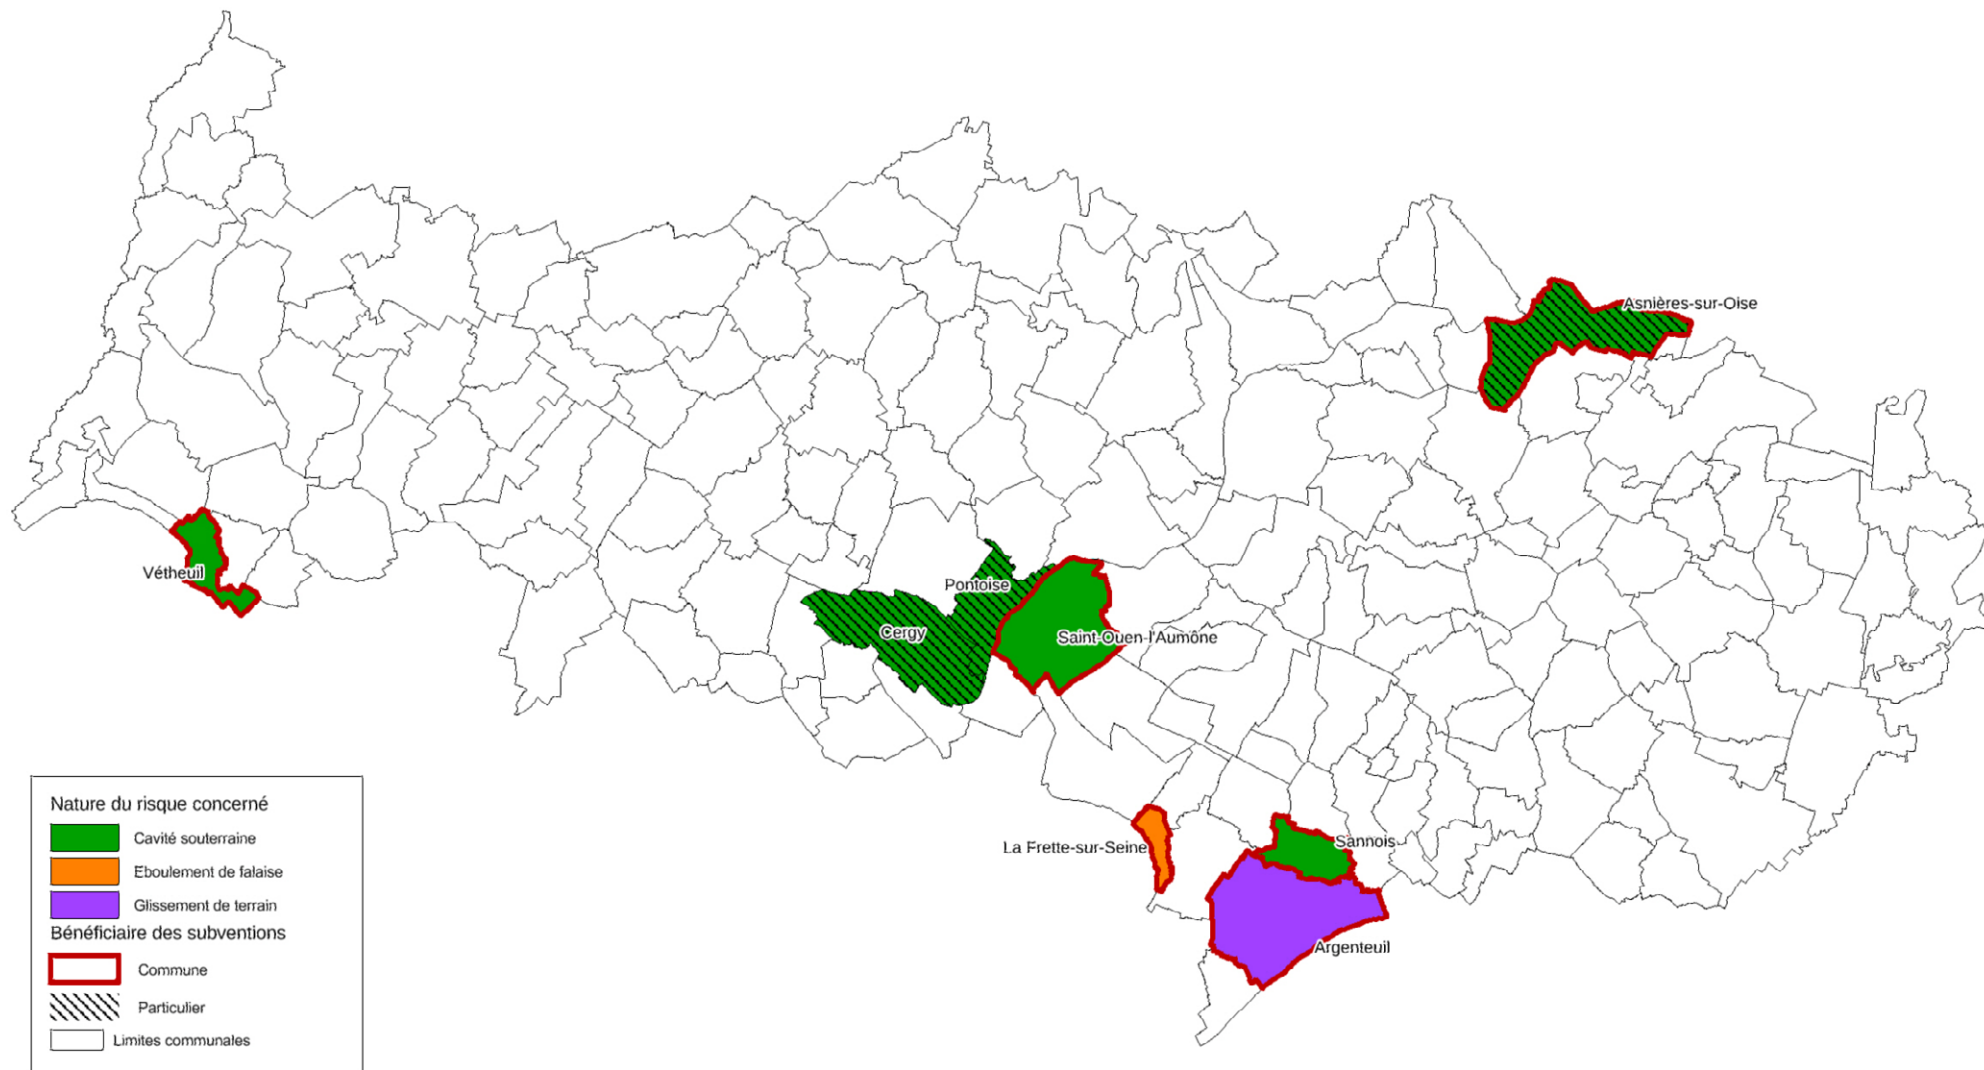 Asnières-sur-Oise
Vétheuil
Pontoise
Cergy
Saint-Ouen-l'Aumône
La Frette-sur-Seine
Sannois
Argenteuil
Nature du risque concerné
Cavité souterraine
Eboulement de falaise
Glissement de terrain
Bénéficiaire des subventions
Commune
Particulier
Limites communales